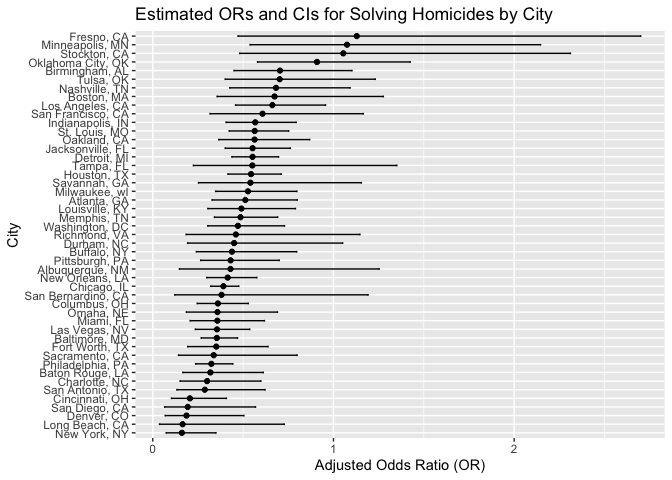 Estimated ORs and CIs for Solving Homicides by City
Fresno, CA
Minneapolis, MN
Stockton, CA
Oklahoma City, OK
Birmingham, AL
Tulsa, OK
Nashville, TN
Boston, MA
Los Angeles, CA
San Francisco, CA
Indianapolis, IN
St. Louis, MO
Oakland, CA
Jacksonville, FL
Detroit, MI
Tampa, FL
Houston, TX
Savannah, GA
Milwaukee, wI
Atlanta, GA
Louisville, KY
Memphis, TN
Washington, DC
Richmond, VA
Durham, NC
Buffalo, NY
Pittsburgh, PA
Albuquerque, NM
New Orleans, LA
Chicago, IL
San Bernardino, CA
Columbus, OH
Omaha, NE
Miami, FL
Las Vegas, NV
Baltimore, MD
Fort Worth, TX
Sacramento, CA
Philadelphia, PA
Baton Rouge, LA
Charlotte, NC
San Antonio, TX
Cincinnati, OH
San Diego, CA
Denver, CO
Long Beach, CA
New York, NY
City
0 1 2
Adjusted Odds Ratio (OR)